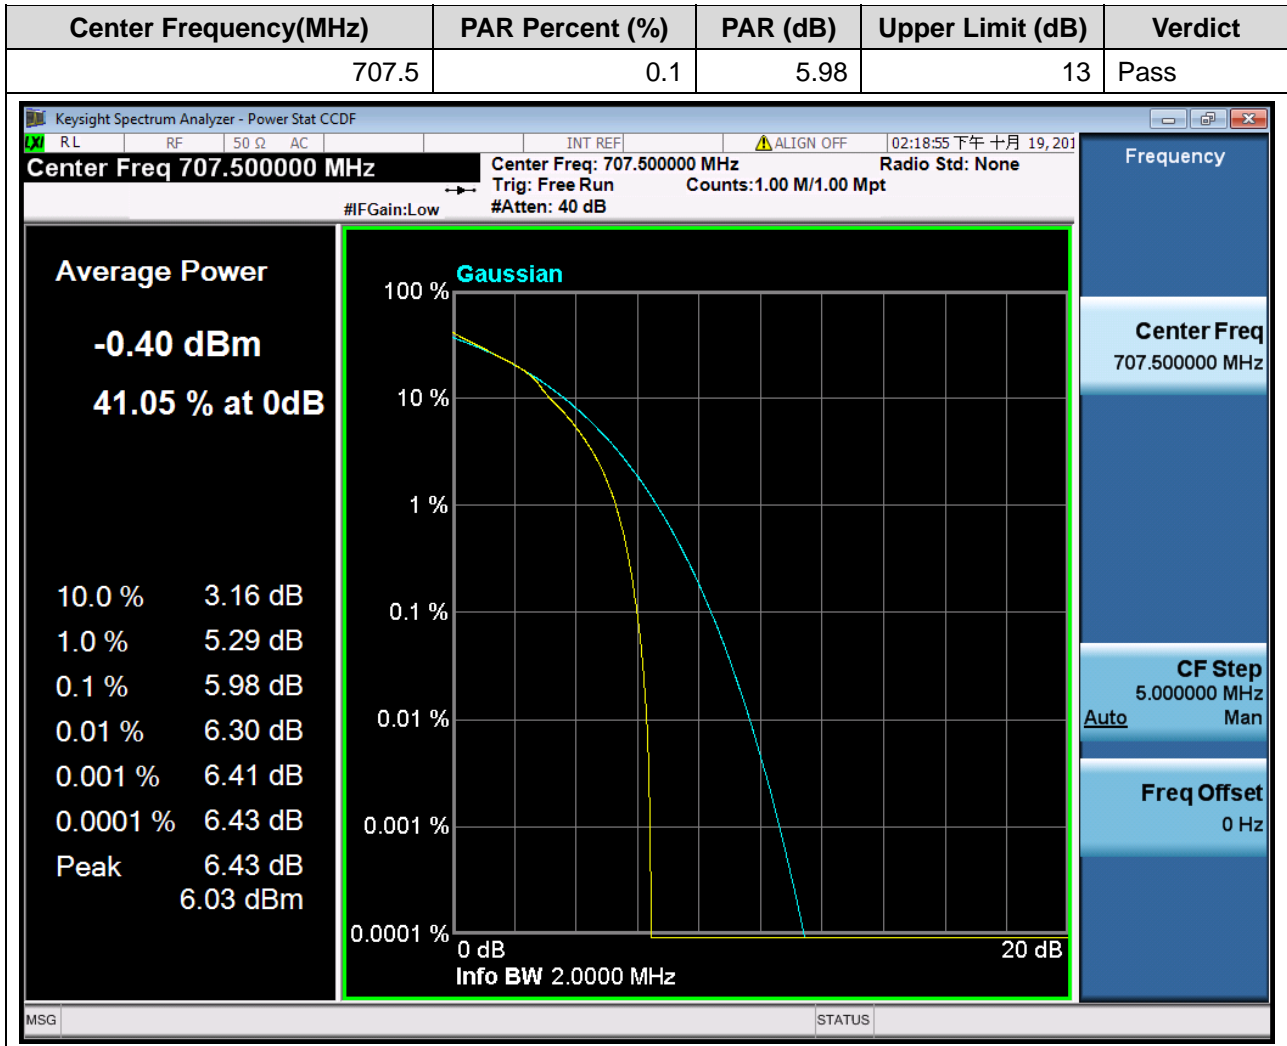 Center Frequency(MHz) PAR Percent (%) PAR (dB) Upper Limit (dB) Verdict
707.5 0.1 5.98 13 Pass
Keysight Spectrum Analyzer - Power Stat CCDF
LXI RL RF 50 Ω AC INT REF ALIGN OFF 02:18:55 下午 十月 19, 201
Center Freq 707.500000 MHz
Center Freq: 707.500000 MHz Radio Std: None
Trig: Free Run Counts:1.00 M/1.00 Mpt
#IFGain:Low #Atten: 40 dB
Average Power
-0.40 dBm
41.05 % at 0dB
10.0 % 3.16 dB
1.0 % 5.29 dB
0.1 % 5.98 dB
0.01 % 6.30 dB
0.001 % 6.41 dB
0.0001 % 6.43 dB
Peak 6.43 dB
6.03 dBm
Gaussian
100 %
10 %
1 %
0.1 %
0.01 %
0.001 %
0.0001 %
0 dB 20 dB
Info BW 2.0000 MHz
Frequency
Center Freq
707.500000 MHz
CF Step
5.000000 MHz
Auto Man
Freq Offset
0 Hz
MSG STATUS